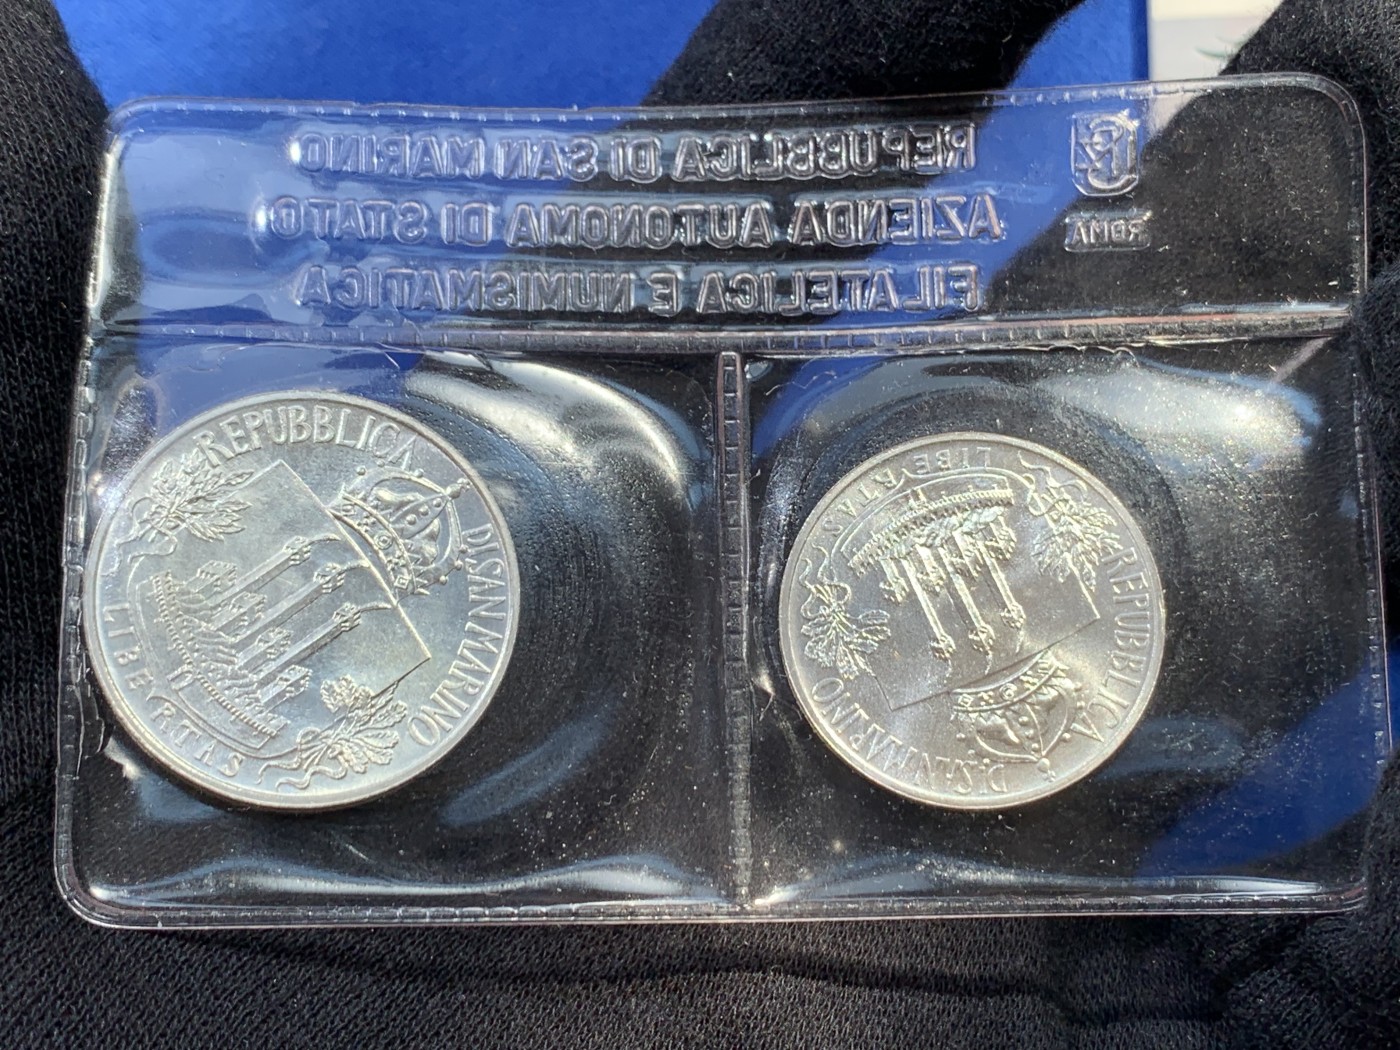 REPUBBLICA DI SAN MARINO
AZIENDA AUTONOMA DI STATO
FILATELICA E NUMISMATICA
ROMA
REPUBBLICA DI SAN MARINO
LIBERTAS
REPUBBLICA DI SAN MARINO
LIBERTAS